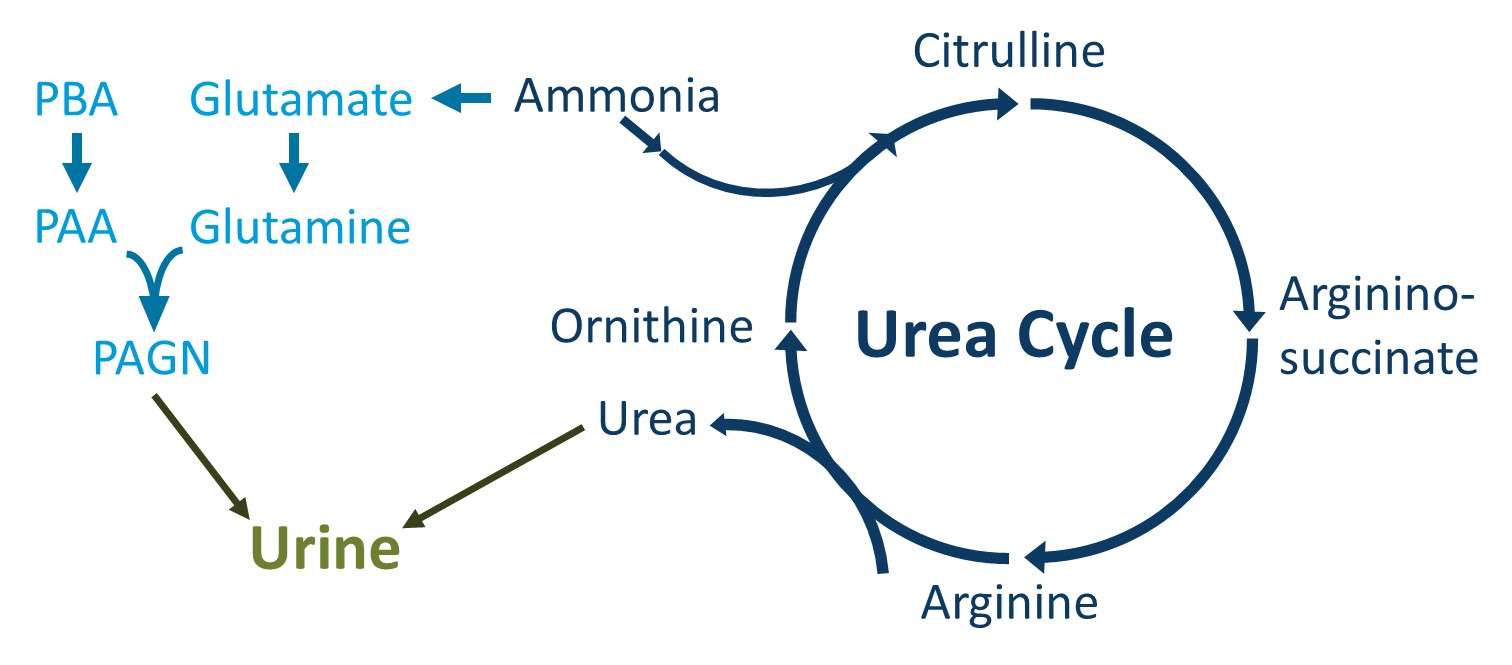 Citrulline
PBA
Glutamate
Ammonia
PAA
Glutamine
Arginino-
succinate
Ornithine
Urea Cycle
PAGN
Urea
Urine
Arginine